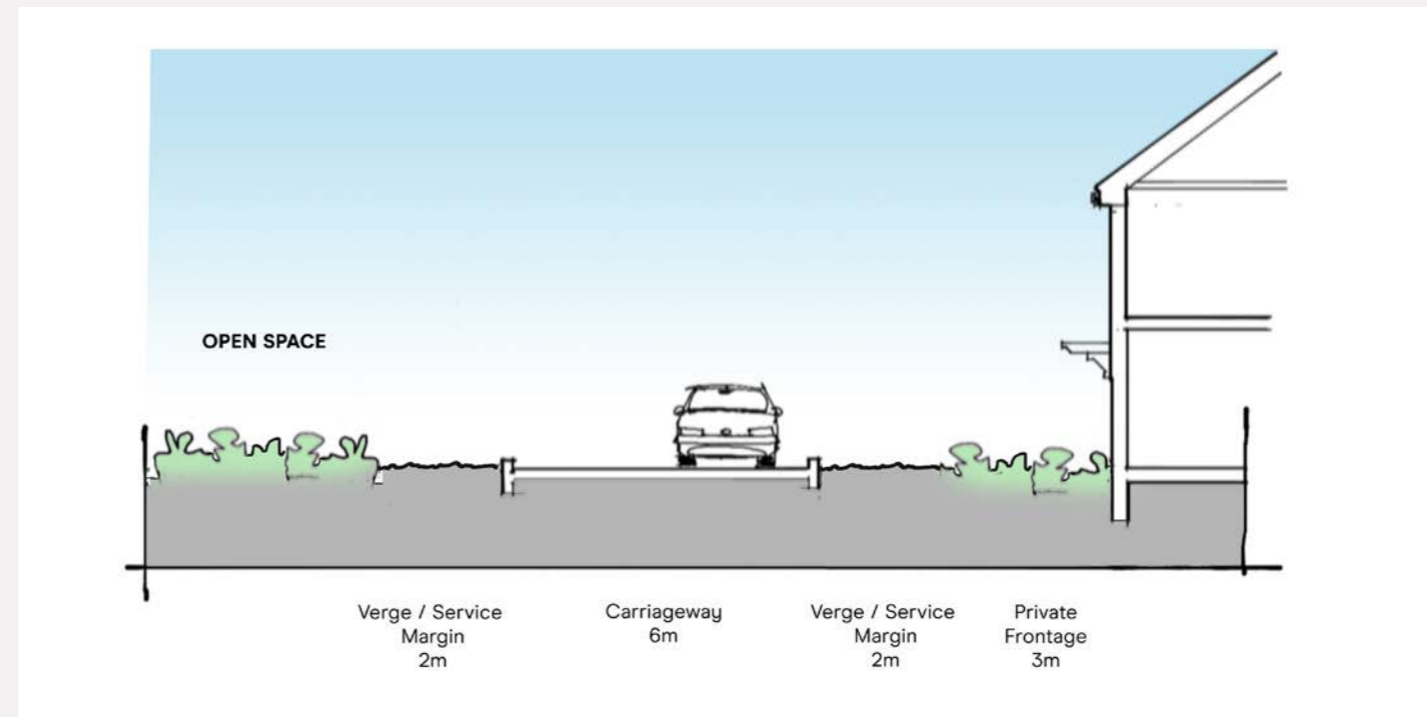 OPEN SPACE
Verge / Service
Margin
2m
Carriageway
6m
Verge / Service
Margin
2m
Private
Frontage
3m